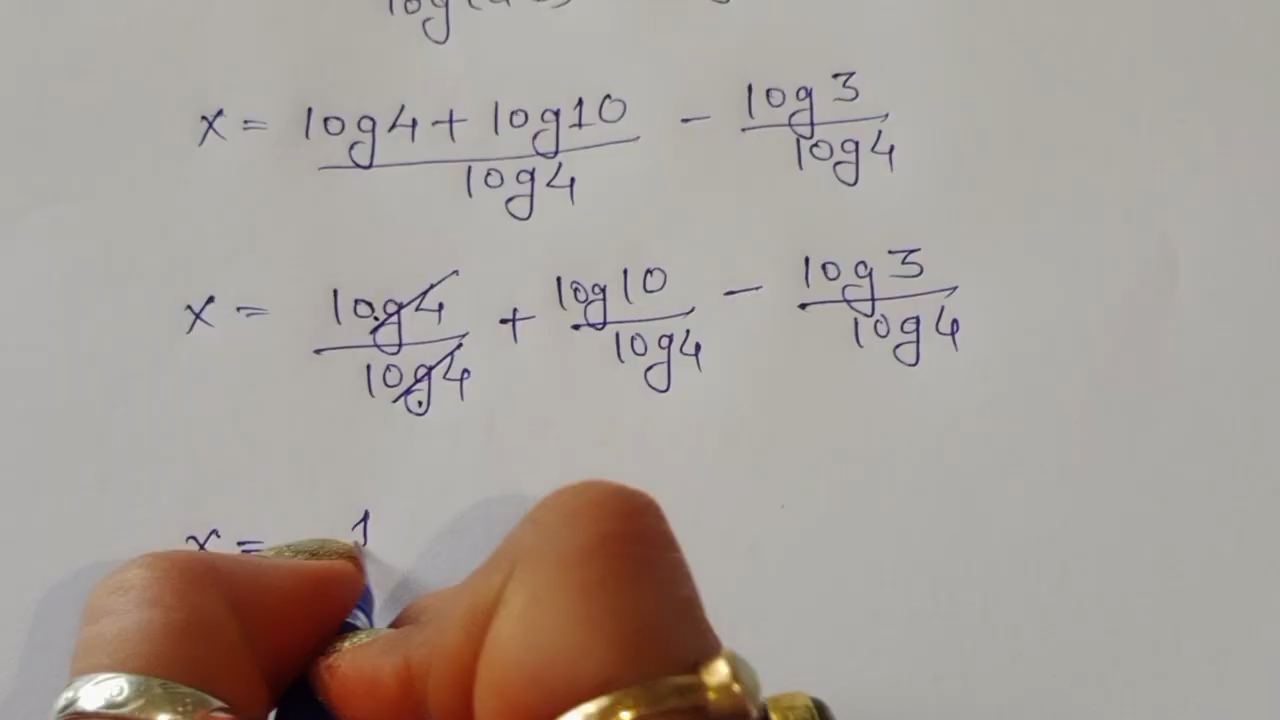 x = log4 + log10 / log4 - log3 / log4
x = log4 / log4 + log10 / log4 - log3 / log4
x = 1